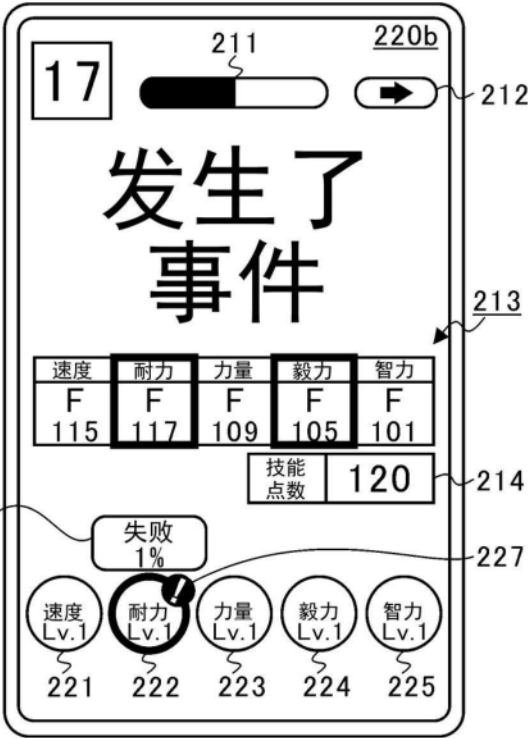 220b
211
17
212
发生了
事件
213
速度 耐力 力量 毅力 智力
F F F F F
115 117 109 105 101
技能
点数
120
214
失败
1%
!
227
速度 耐力 力量 毅力 智力
Lv.1 Lv.1 Lv.1 Lv.1 Lv.1
221 222 223 224 225